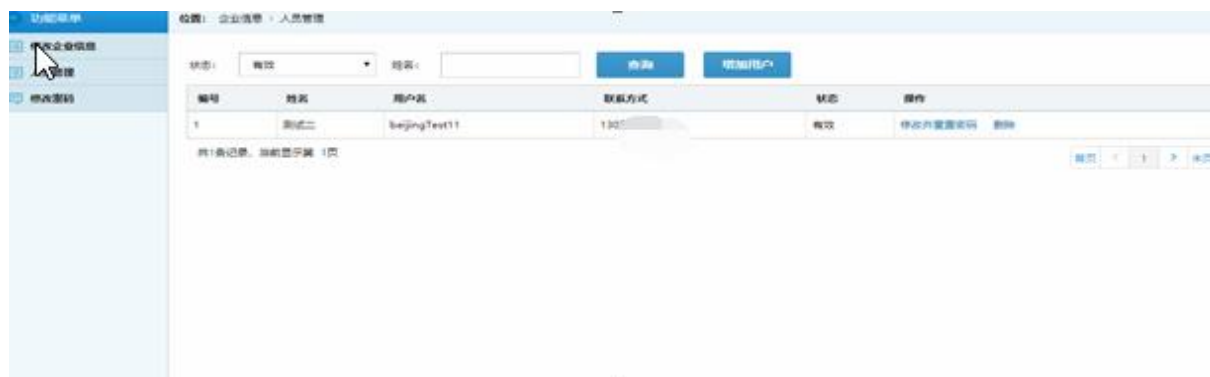 功能菜单
位置: 企业信息 > 人员管理
修改企业信息
管理
修改密码
状态: 有效 姓名: 查询 增加用户
编号 姓名 用户名 联系方式 状态 操作
1 测试二 beijingTest11 130 有效 修改并重置密码 删除
共1条记录, 当前显示第 1页
首页 < 1 > 末页